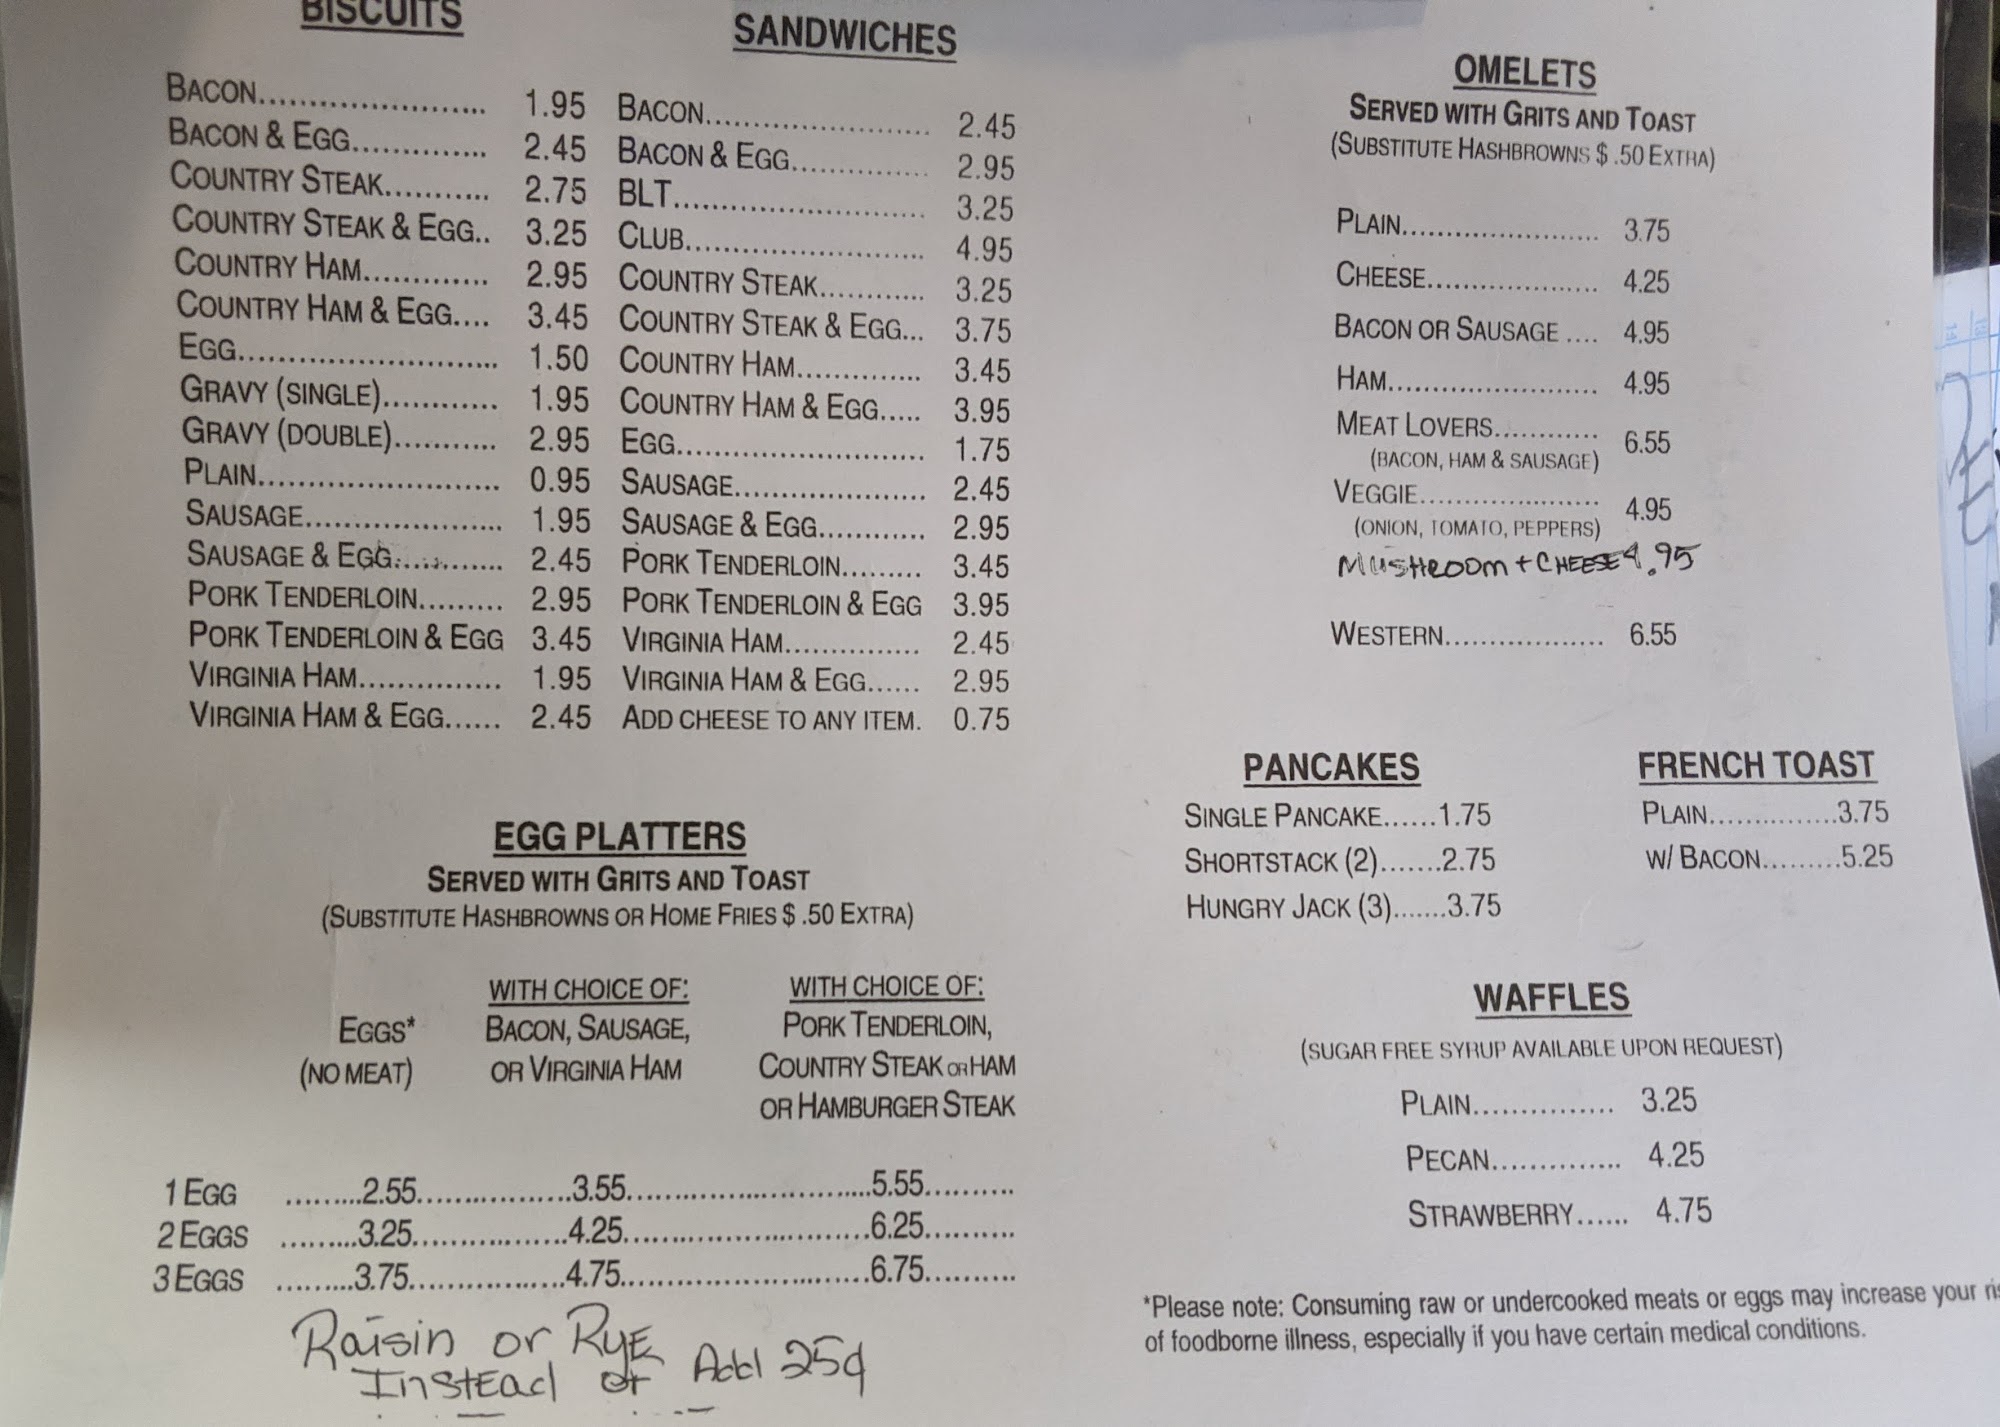 BISCUITS
BACON....................... 1.95
BACON & EGG.............. 2.45
COUNTRY STEAK........... 2.75
COUNTRY STEAK & EGG.. 3.25
COUNTRY HAM............. 2.95
COUNTRY HAM & EGG.... 3.45
EGG.......................... 1.50
GRAVY (SINGLE)............ 1.95
GRAVY (DOUBLE)........... 2.95
PLAIN........................ 0.95
SAUSAGE.................... 1.95
SAUSAGE & EGG........... 2.45
PORK TENDERLOIN......... 2.95
PORK TENDERLOIN & EGG 3.45
VIRGINIA HAM............... 1.95
VIRGINIA HAM & EGG...... 2.45
SANDWICHES
BACON....................... 2.45
BACON & EGG.............. 2.95
BLT.......................... 3.25
CLUB........................ 4.95
COUNTRY STEAK............ 3.25
COUNTRY STEAK & EGG... 3.75
COUNTRY HAM............. 3.45
COUNTRY HAM & EGG..... 3.95
EGG......................... 1.75
SAUSAGE.................... 2.45
SAUSAGE & EGG............ 2.95
PORK TENDERLOIN......... 3.45
PORK TENDERLOIN & EGG 3.95
VIRGINIA HAM............... 2.45
VIRGINIA HAM & EGG...... 2.95
ADD CHEESE TO ANY ITEM. 0.75
EGG PLATTERS
SERVED WITH GRITS AND TOAST
(SUBSTITUTE HASHBROWNS OR HOME FRIES $ .50 EXTRA)
EGGS*
(NO MEAT)
WITH CHOICE OF:
BACON, SAUSAGE,
OR VIRGINIA HAM
WITH CHOICE OF:
PORK TENDERLOIN,
COUNTRY STEAK OR HAM
OR HAMBURGER STEAK
1 EGG .........2.55..................3.55.............................5.55..........
2 EGGS .........3.25..................4.25.............................6.25..........
3 EGGS .........3.75..................4.75.............................6.75..........
Raisin or Rye
Instead of Add 25¢
OMELETS
SERVED WITH GRITS AND TOAST
(SUBSTITUTE HASHBROWNS $ .50 EXTRA)
PLAIN....................... 3.75
CHEESE.................... 4.25
BACON OR SAUSAGE .... 4.95
HAM........................ 4.95
MEAT LOVERS............ 6.55
(BACON, HAM & SAUSAGE)
VEGGIE..................... 4.95
(ONION, TOMATO, PEPPERS)
MUSHROOM + CHEESE 4.95
WESTERN.................. 6.55
PANCAKES
SINGLE PANCAKE......1.75
SHORTSTACK (2).......2.75
HUNGRY JACK (3).......3.75
FRENCH TOAST
PLAIN...............3.75
W/ BACON.........5.25
WAFFLES
(SUGAR FREE SYRUP AVAILABLE UPON REQUEST)
PLAIN............... 3.25
PECAN.............. 4.25
STRAWBERRY...... 4.75
*Please note: Consuming raw or undercooked meats or eggs may increase your
of foodborne illness, especially if you have certain medical conditions.